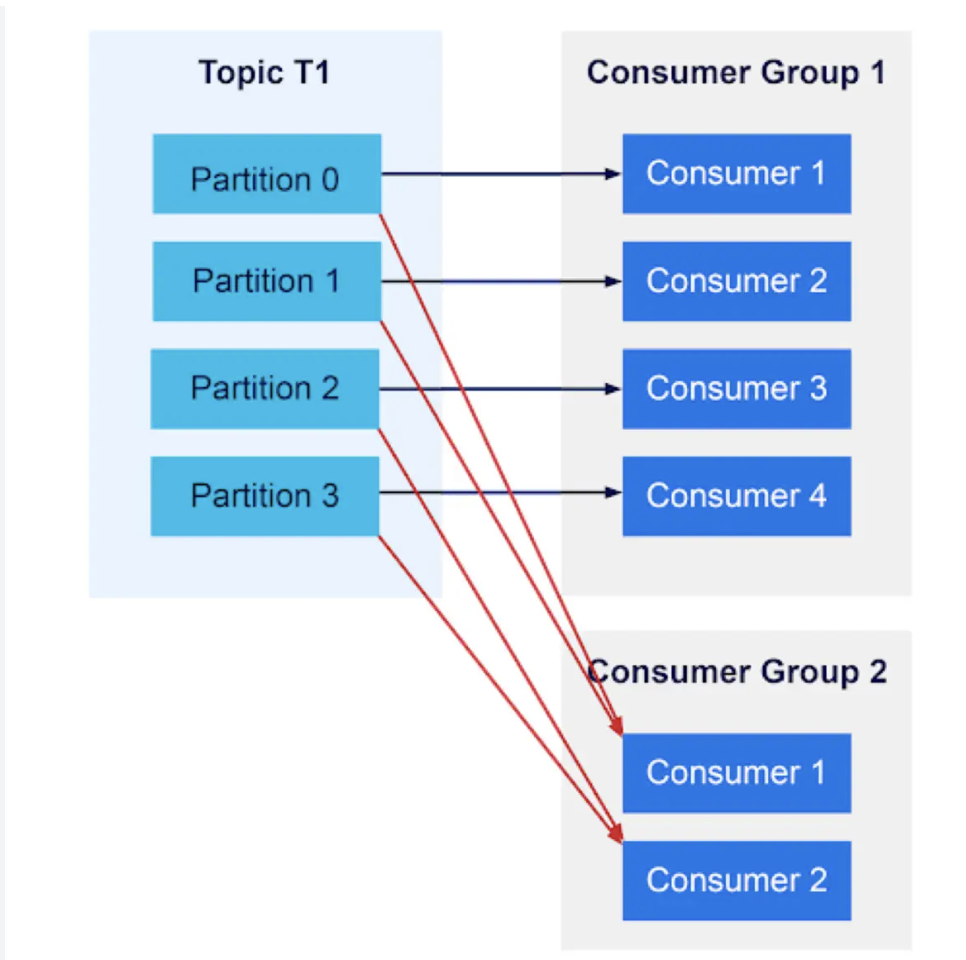 Topic T1
Partition 0
Partition 1
Partition 2
Partition 3
Consumer Group 1
Consumer 1
Consumer 2
Consumer 3
Consumer 4
Consumer Group 2
Consumer 1
Consumer 2